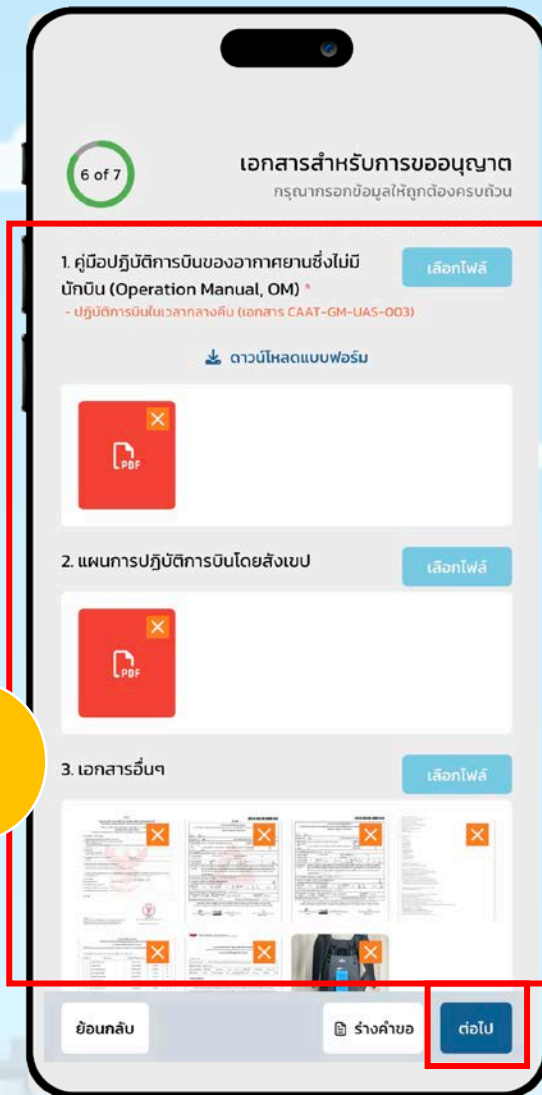 6 of 7
เอกสารสำหรับการขออนุญาต
กรุณากรอกข้อมูลให้ถูกต้องครบถ้วน
1. คู่มือปฏิบัติการบินของอากาศยานซึ่งไม่มี
นักบิน (Operation Manual, OM) *
เลือกไฟล์
- ปฏิบัติการบินในเวลากลางคืน (เอกสาร CAAT-GM-UAS-003)
ดาวน์โหลดแบบฟอร์ม
PDF
2. แผนการปฏิบัติการบินโดยสังเขป
เลือกไฟล์
PDF
3. เอกสารอื่นๆ
เลือกไฟล์
ย้อนกลับ
ร่างคำขอ
ต่อไป